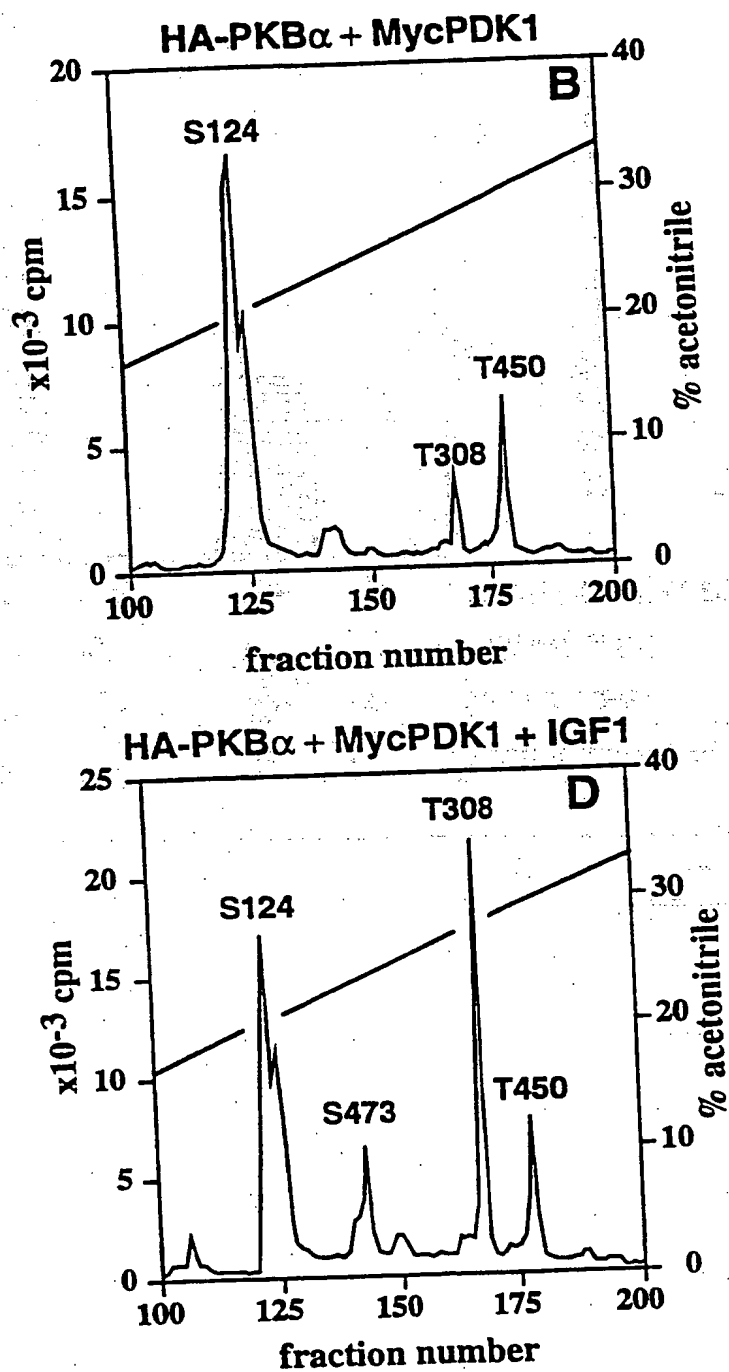 HA-PKBα + MycPDK1
B
20
15
10
5
0
x10-3 cpm
40
30
20
10
0
% acetonitrile
S124
T308
T450
100 125 150 175 200
fraction number
HA-PKBα + MycPDK1 + IGF1
D
25
20
15
10
5
0
x10-3 cpm
40
30
20
10
0
% acetonitrile
S124
S473
T308
T450
100 125 150 175 200
fraction number